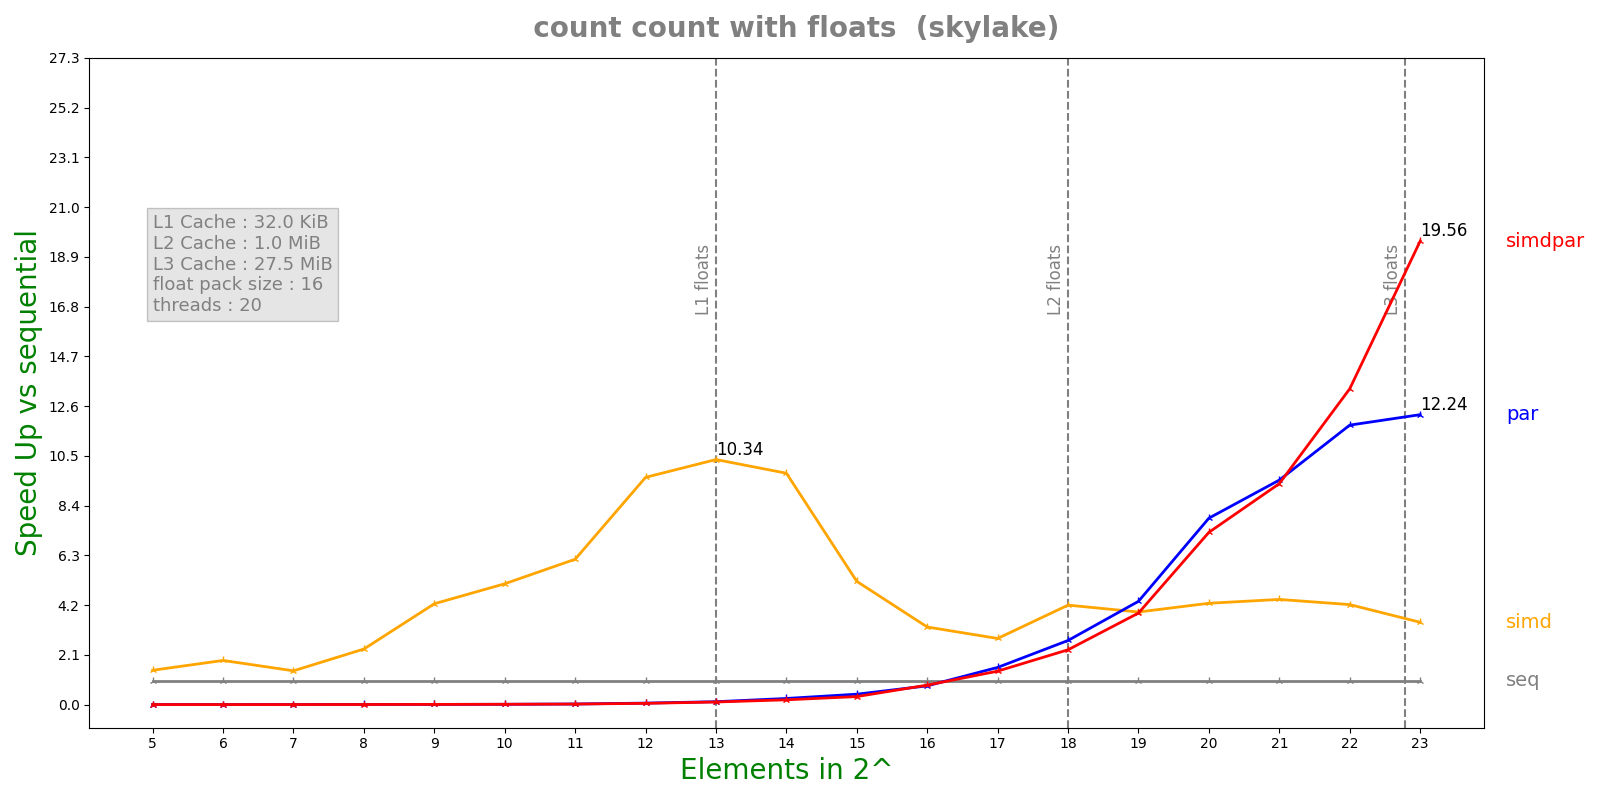 count count with floats (skylake)
Speed Up vs sequential
27.3
25.2
23.1
21.0
18.9
16.8
14.7
12.6
10.5
8.4
6.3
4.2
2.1
0.0
L1 Cache : 32.0 KiB
L2 Cache : 1.0 MiB
L3 Cache : 27.5 MiB
float pack size : 16
threads : 20
L1 floats
L2 floats
L3 floats
10.34
19.56
12.24
simdpar
par
simd
seq
5 6 7 8 9 10 11 12 13 14 15 16 17 18 19 20 21 22 23
Elements in 2^